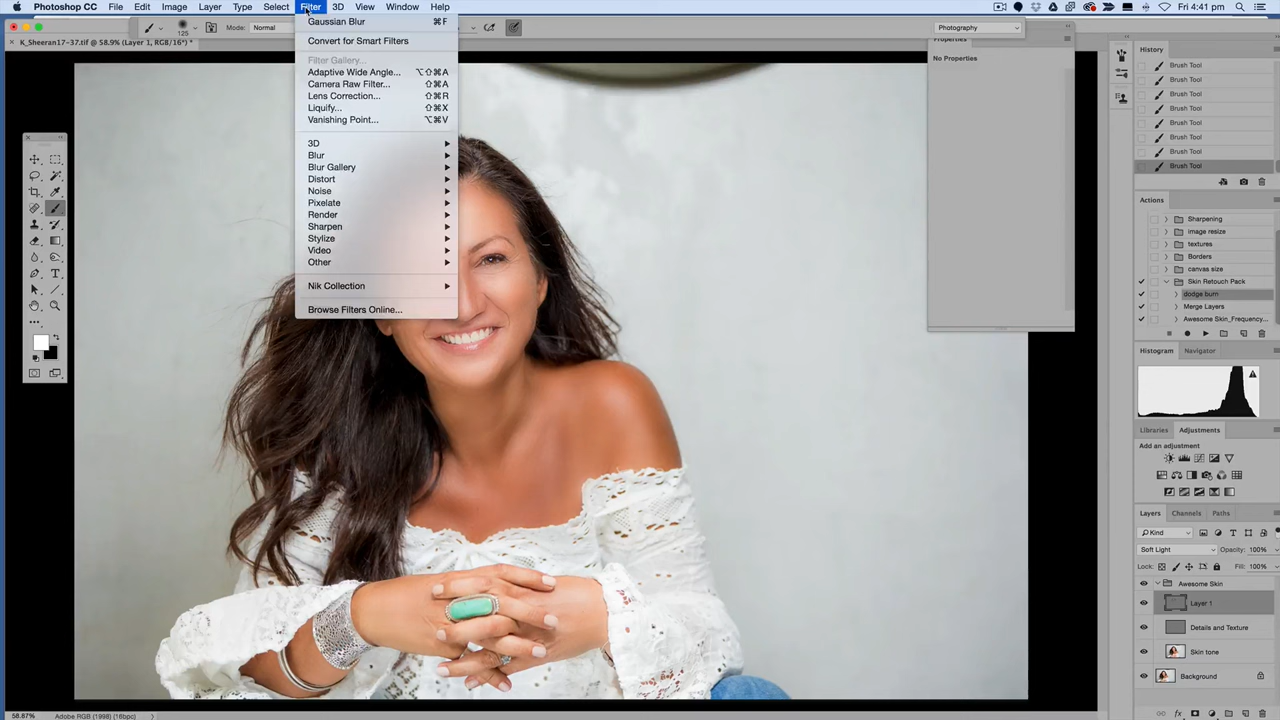 Photoshop CC File Edit Image Layer Type Select Filter 3D View Window Help Fri 4:41 pm
125 Mode: Normal Photography
K_Sheeran17-37.tif @ 58.9% (Layer 1, RGB/16*) *
Gaussian Blur ⌘F
Convert for Smart Filters
Filter Gallery...
Adaptive Wide Angle... ⌥⇧⌘A
Camera Raw Filter... ⇧⌘A
Lens Correction... ⇧⌘R
Liquify... ⇧⌘X
Vanishing Point... ⌥⌘V
3D
Blur
Blur Gallery
Distort
Noise
Pixelate
Render
Sharpen
Stylize
Video
Other
Nik Collection
Browse Filters Online...
Properties
No Properties
History
Brush Tool
Brush Tool
Brush Tool
Brush Tool
Brush Tool
Brush Tool
Brush Tool
Brush Tool
Actions
Sharpening
image resize
textures
Borders
canvas size
Skin Retouch Pack
dodge burn
Merge Layers
Awesome Skin_Frequency...
Histogram Navigator
Libraries Adjustments
Add an adjustment
Layers Channels Paths
Kind
Soft Light Opacity: 100%
Lock: Fill: 100%
Awesome Skin
Layer 1
Details and Texture
Skin tone
Background
58.87% Adobe RGB (1998) (16bpc)